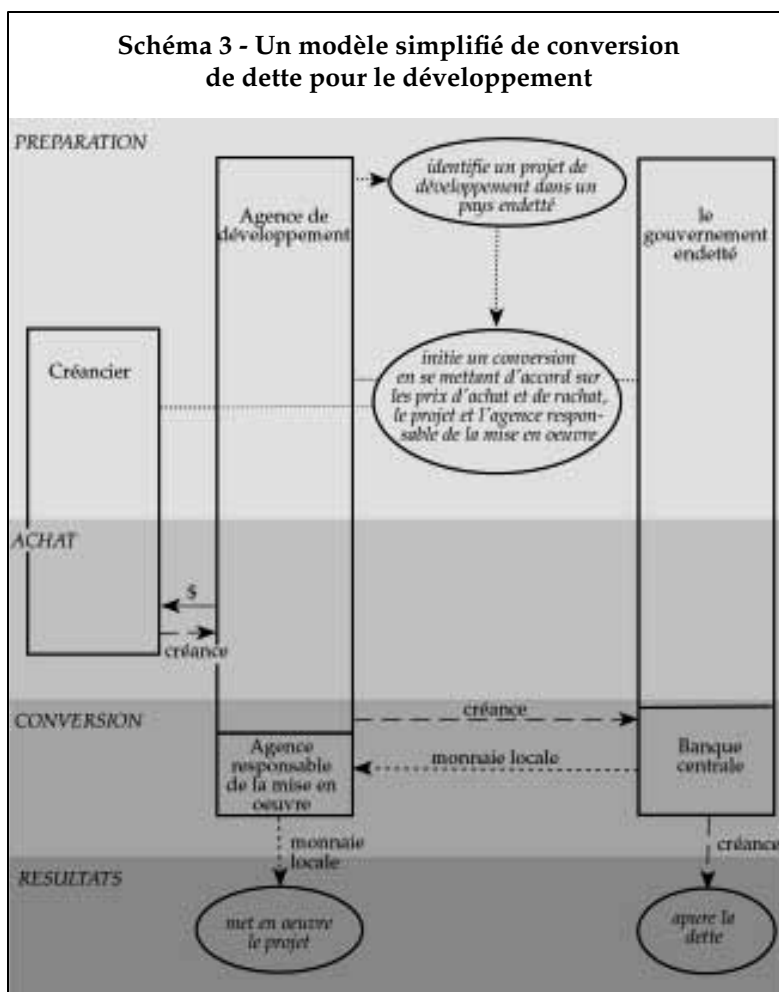 Schéma 3 - Un modèle simplifié de conversion
de dette pour le développement
PREPARATION
identifie un projet de
développement dans un
pays endetté
Agence de
développement
le
gouvernement
endetté
Créancier
initie un conversion
en se mettant d'accord sur
les prix d'achat et de rachat,
le projet et l'agence respon-
sable de la mise en oeuvre
ACHAT
$
créance
CONVERSION
créance
Agence
responsable
de la mise en
oeuvre
monnaie locale
Banque
centrale
monnaie
locale
créance
RESULTATS
met en oeuvre
le projet
apure la
dette